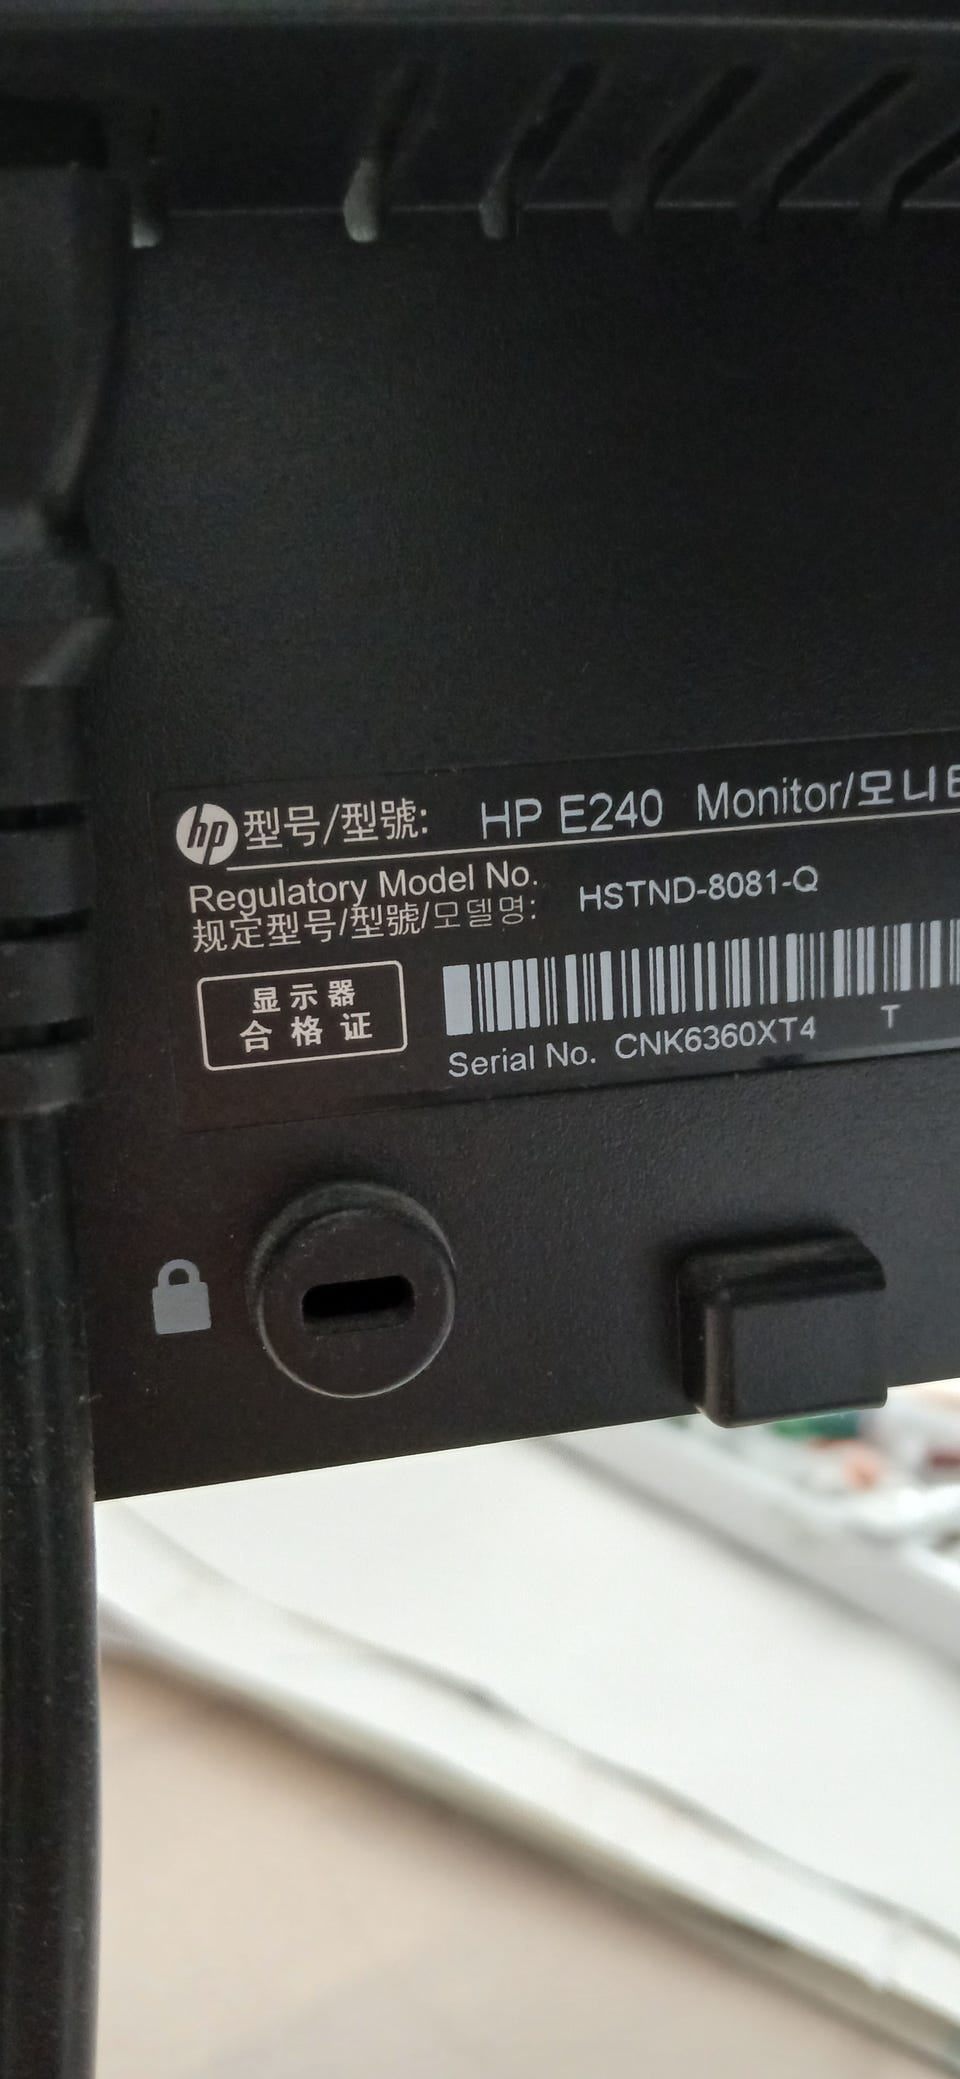 hp 型号/型號: HP E240 Monitor/모니
Regulatory Model No.
规定型号/型號/모델명: HSTND-8081-Q
显示器
合格证
Serial No. CNK6360XT4 T